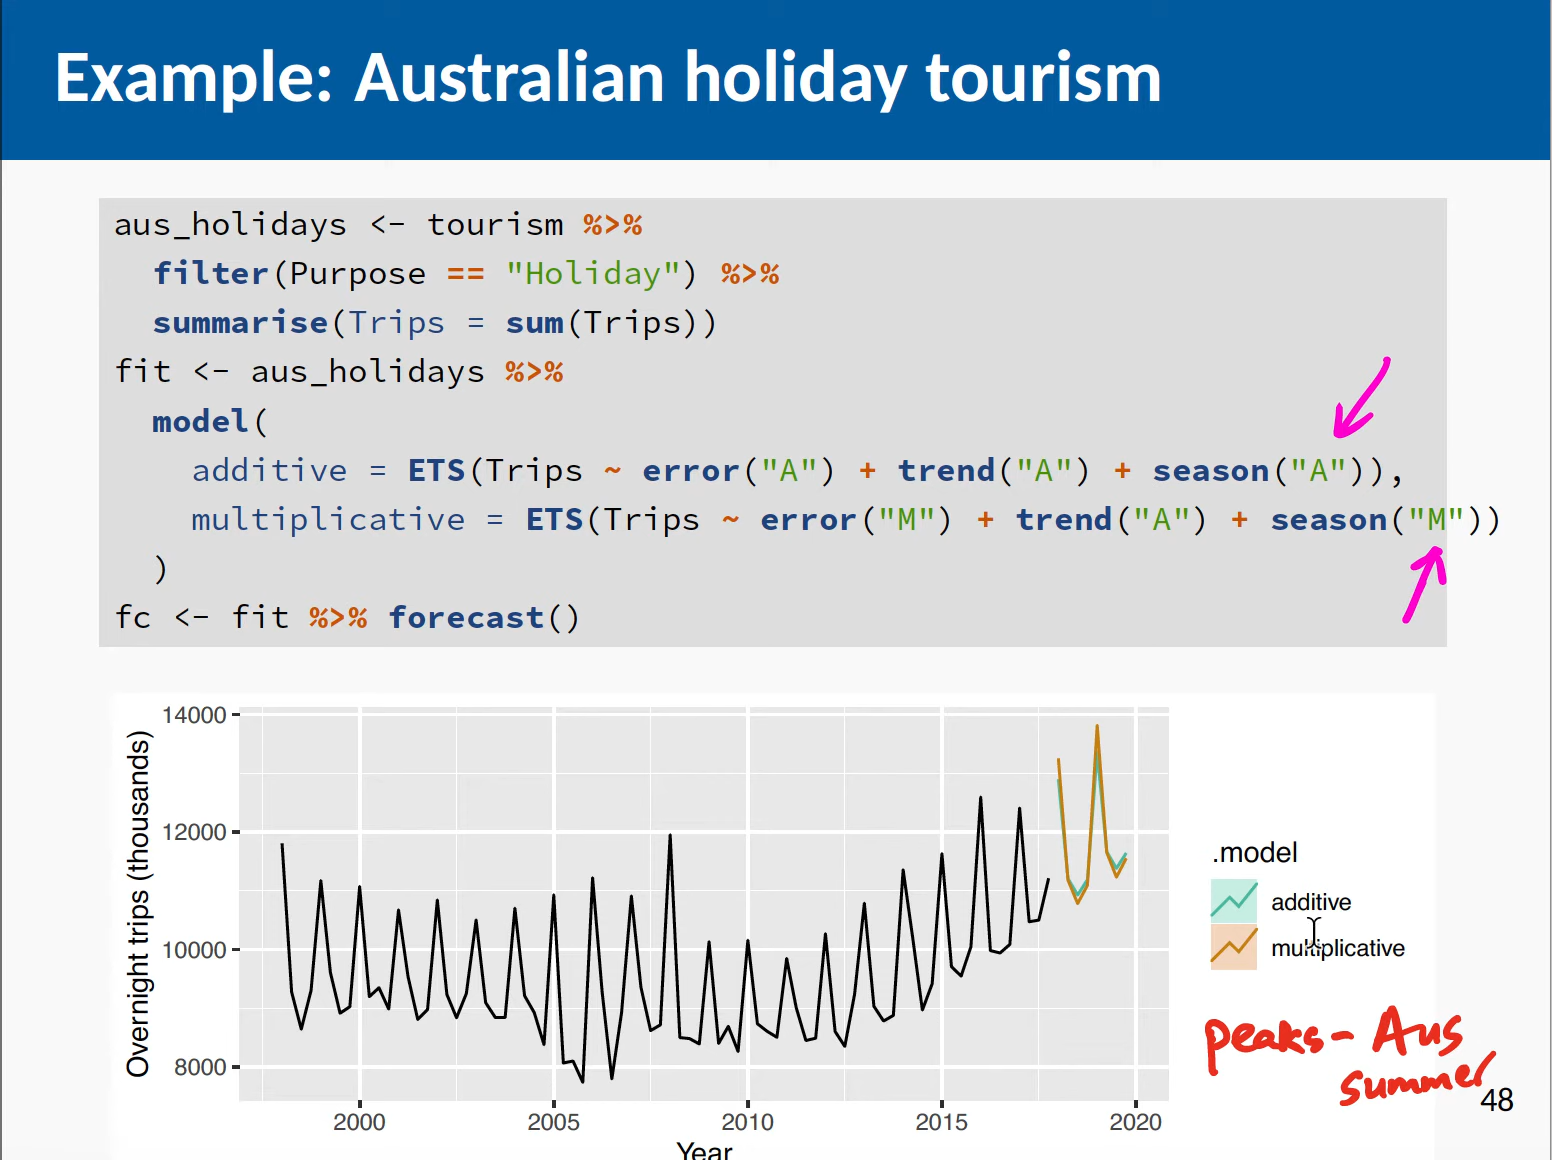 Example: Australian holiday tourism
aus_holidays <- tourism %>%
  filter(Purpose == "Holiday") %>%
  summarise(Trips = sum(Trips))
fit <- aus_holidays %>%
  model(
    additive = ETS(Trips ~ error("A") + trend("A") + season("A")),
    multiplicative = ETS(Trips ~ error("M") + trend("A") + season("M"))
  )
fc <- fit %>% forecast()
14000
12000
10000
8000
Overnight trips (thousands)
2000 2005 2010 2015 2020
Year
.model
additive
multiplicative
peaks - Aus
summer
48